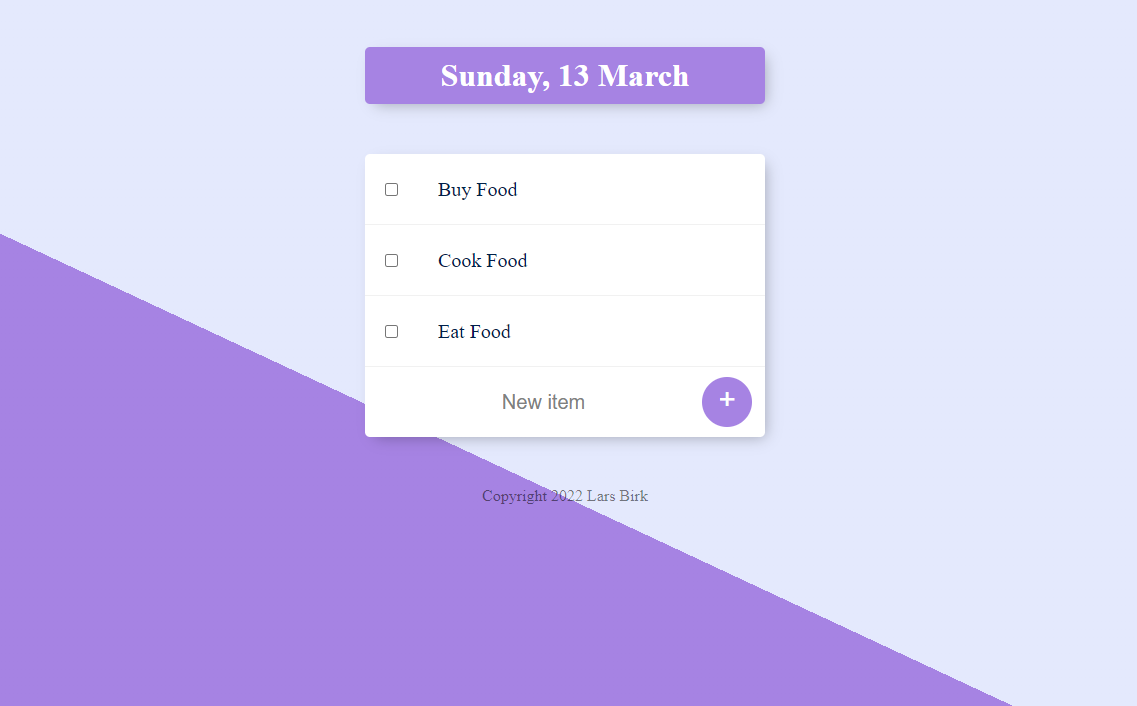 Sunday, 13 March
Buy Food
Cook Food
Eat Food
New item
+
Copyright 2022 Lars Birk